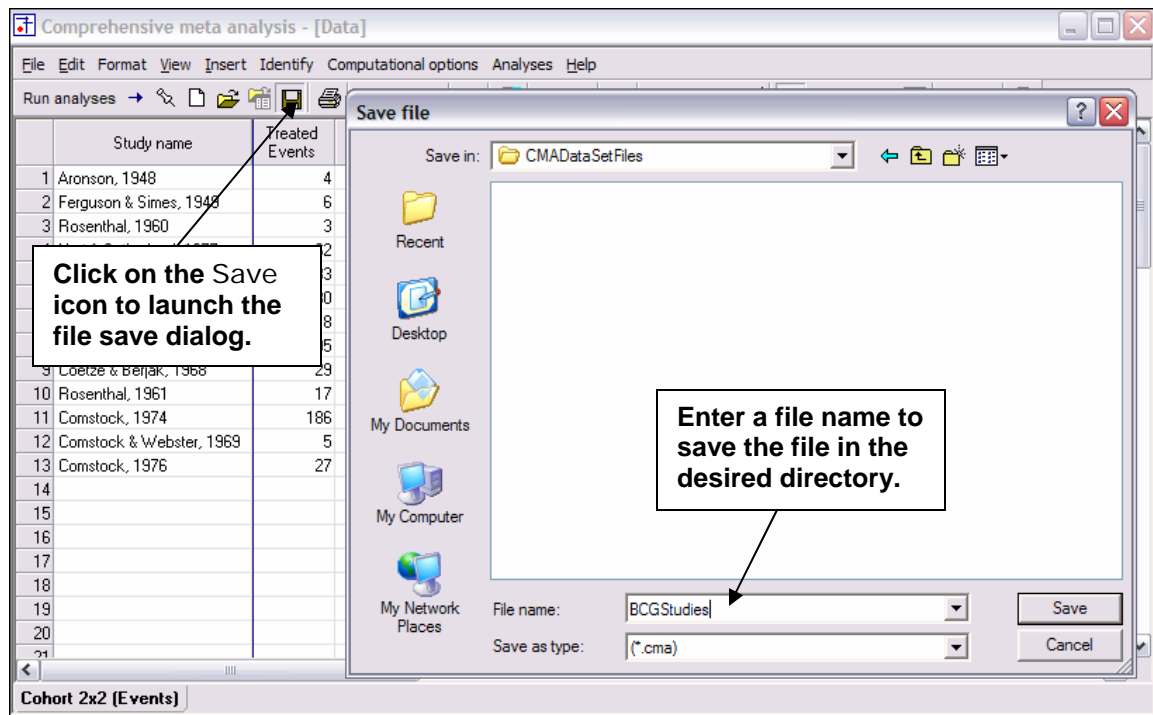 Comprehensive meta analysis - [Data]
File Edit Format View Insert Identify Computational options Analyses Help
Run analyses
Study name
Treated
Events
1 Aronson, 1948 4
2 Ferguson & Simes, 1949 6
3 Rosenthal, 1960 3
9 Coetze & Berjak, 1968 29
10 Rosenthal, 1961 17
11 Comstock, 1974 186
12 Comstock & Webster, 1969 5
13 Comstock, 1976 27
14
15
16
17
18
19
20
21
Cohort 2x2 (Events)
Click on the Save
icon to launch the
file save dialog.
Save file
Save in: CMADataSetFiles
Recent
Desktop
My Documents
My Computer
My Network
Places
Enter a file name to
save the file in the
desired directory.
File name: BCGStudies
Save
Save as type: (*.cma)
Cancel